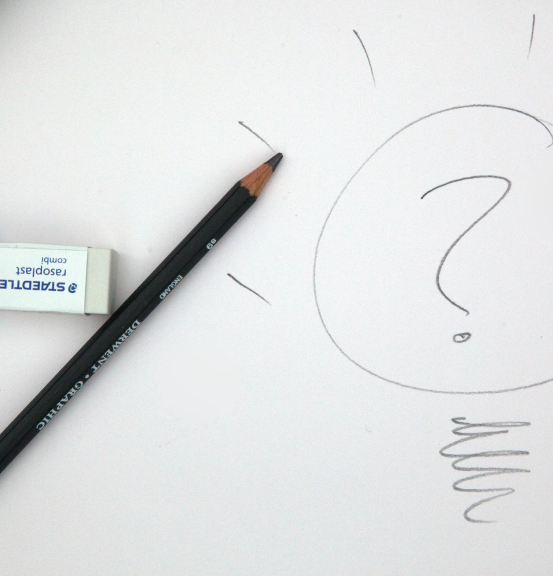 ?
STAEDTLE
rasoplast
combi
DERWENT • GRAPHIC
ENGLAND